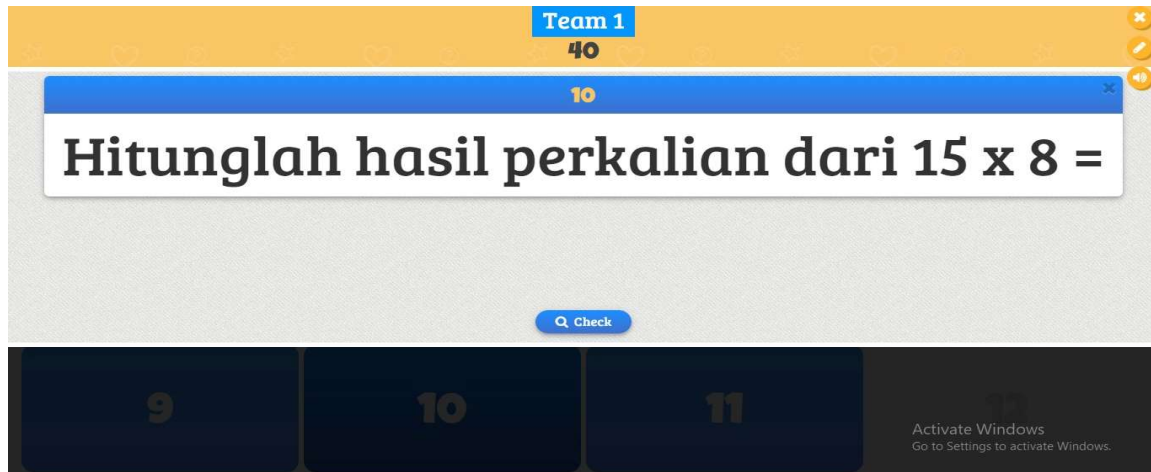 Team 1
40
10
Hitunglah hasil perkalian dari 15 x 8 =
Check
9 10 11 12
Activate Windows
Go to Settings to activate Windows.